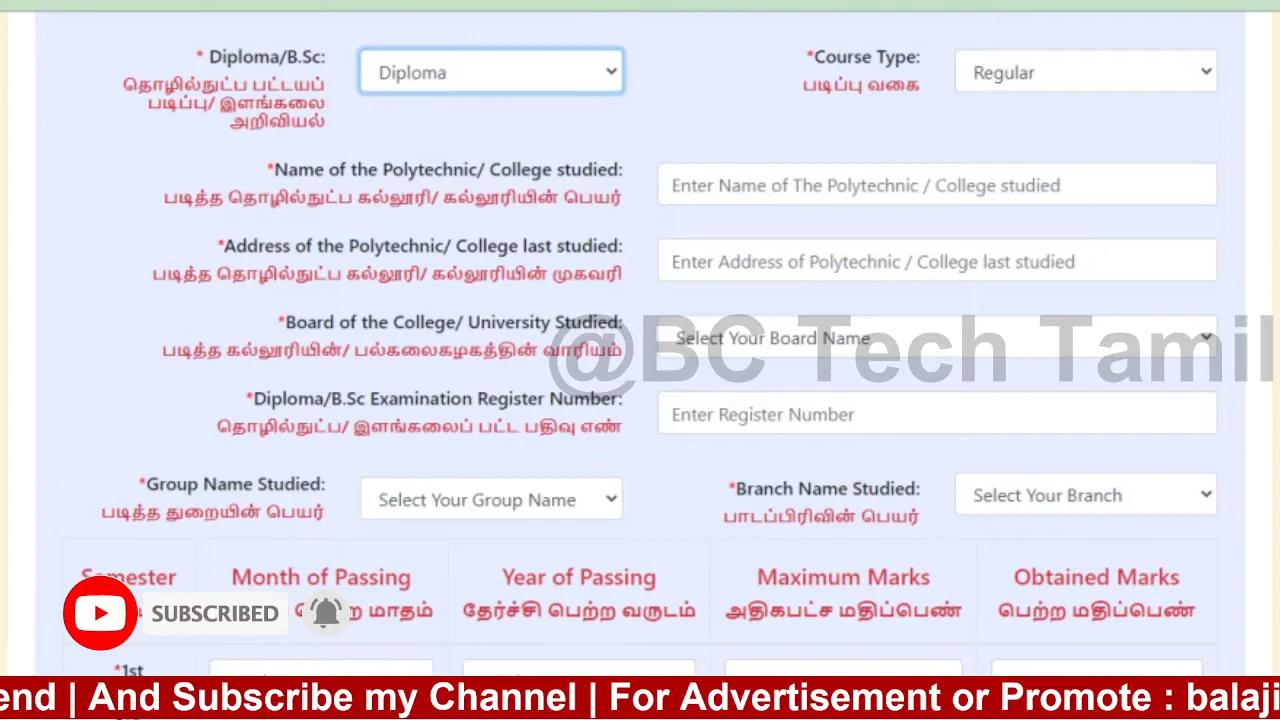 * Diploma/B.Sc:
தொழில்நுட்ப பட்டயப்
படிப்பு/ இளங்கலை
அறிவியல்
Diploma
*Course Type:
படிப்பு வகை
Regular
*Name of the Polytechnic/ College studied:
படித்த தொழில்நுட்ப கல்லூரி/ கல்லூரியின் பெயர்
Enter Name of The Polytechnic / College studied
*Address of the Polytechnic/ College last studied:
படித்த தொழில்நுட்ப கல்லூரி/ கல்லூரியின் முகவரி
Enter Address of Polytechnic / College last studied
*Board of the College/ University Studied:
படித்த கல்லூரியின்/ பல்கலைகழகத்தின் வாரியம்
Select Your Board Name
@BC Tech Tamil
*Diploma/B.Sc Examination Register Number:
தொழில்நுட்ப/ இளங்கலைப் பட்ட பதிவு எண்
Enter Register Number
*Group Name Studied:
படித்த துறையின் பெயர்
Select Your Group Name
*Branch Name Studied:
பாடப்பிரிவின் பெயர்
Select Your Branch
Semester
Month of Passing
Year of Passing
Maximum Marks
Obtained Marks
மாதம்
தேர்ச்சி பெற்ற வருடம்
அதிகபட்ச மதிப்பெண்
பெற்ற மதிப்பெண்
SUBSCRIBED
*1st
end | And Subscribe my Channel | For Advertisement or Promote : balaji